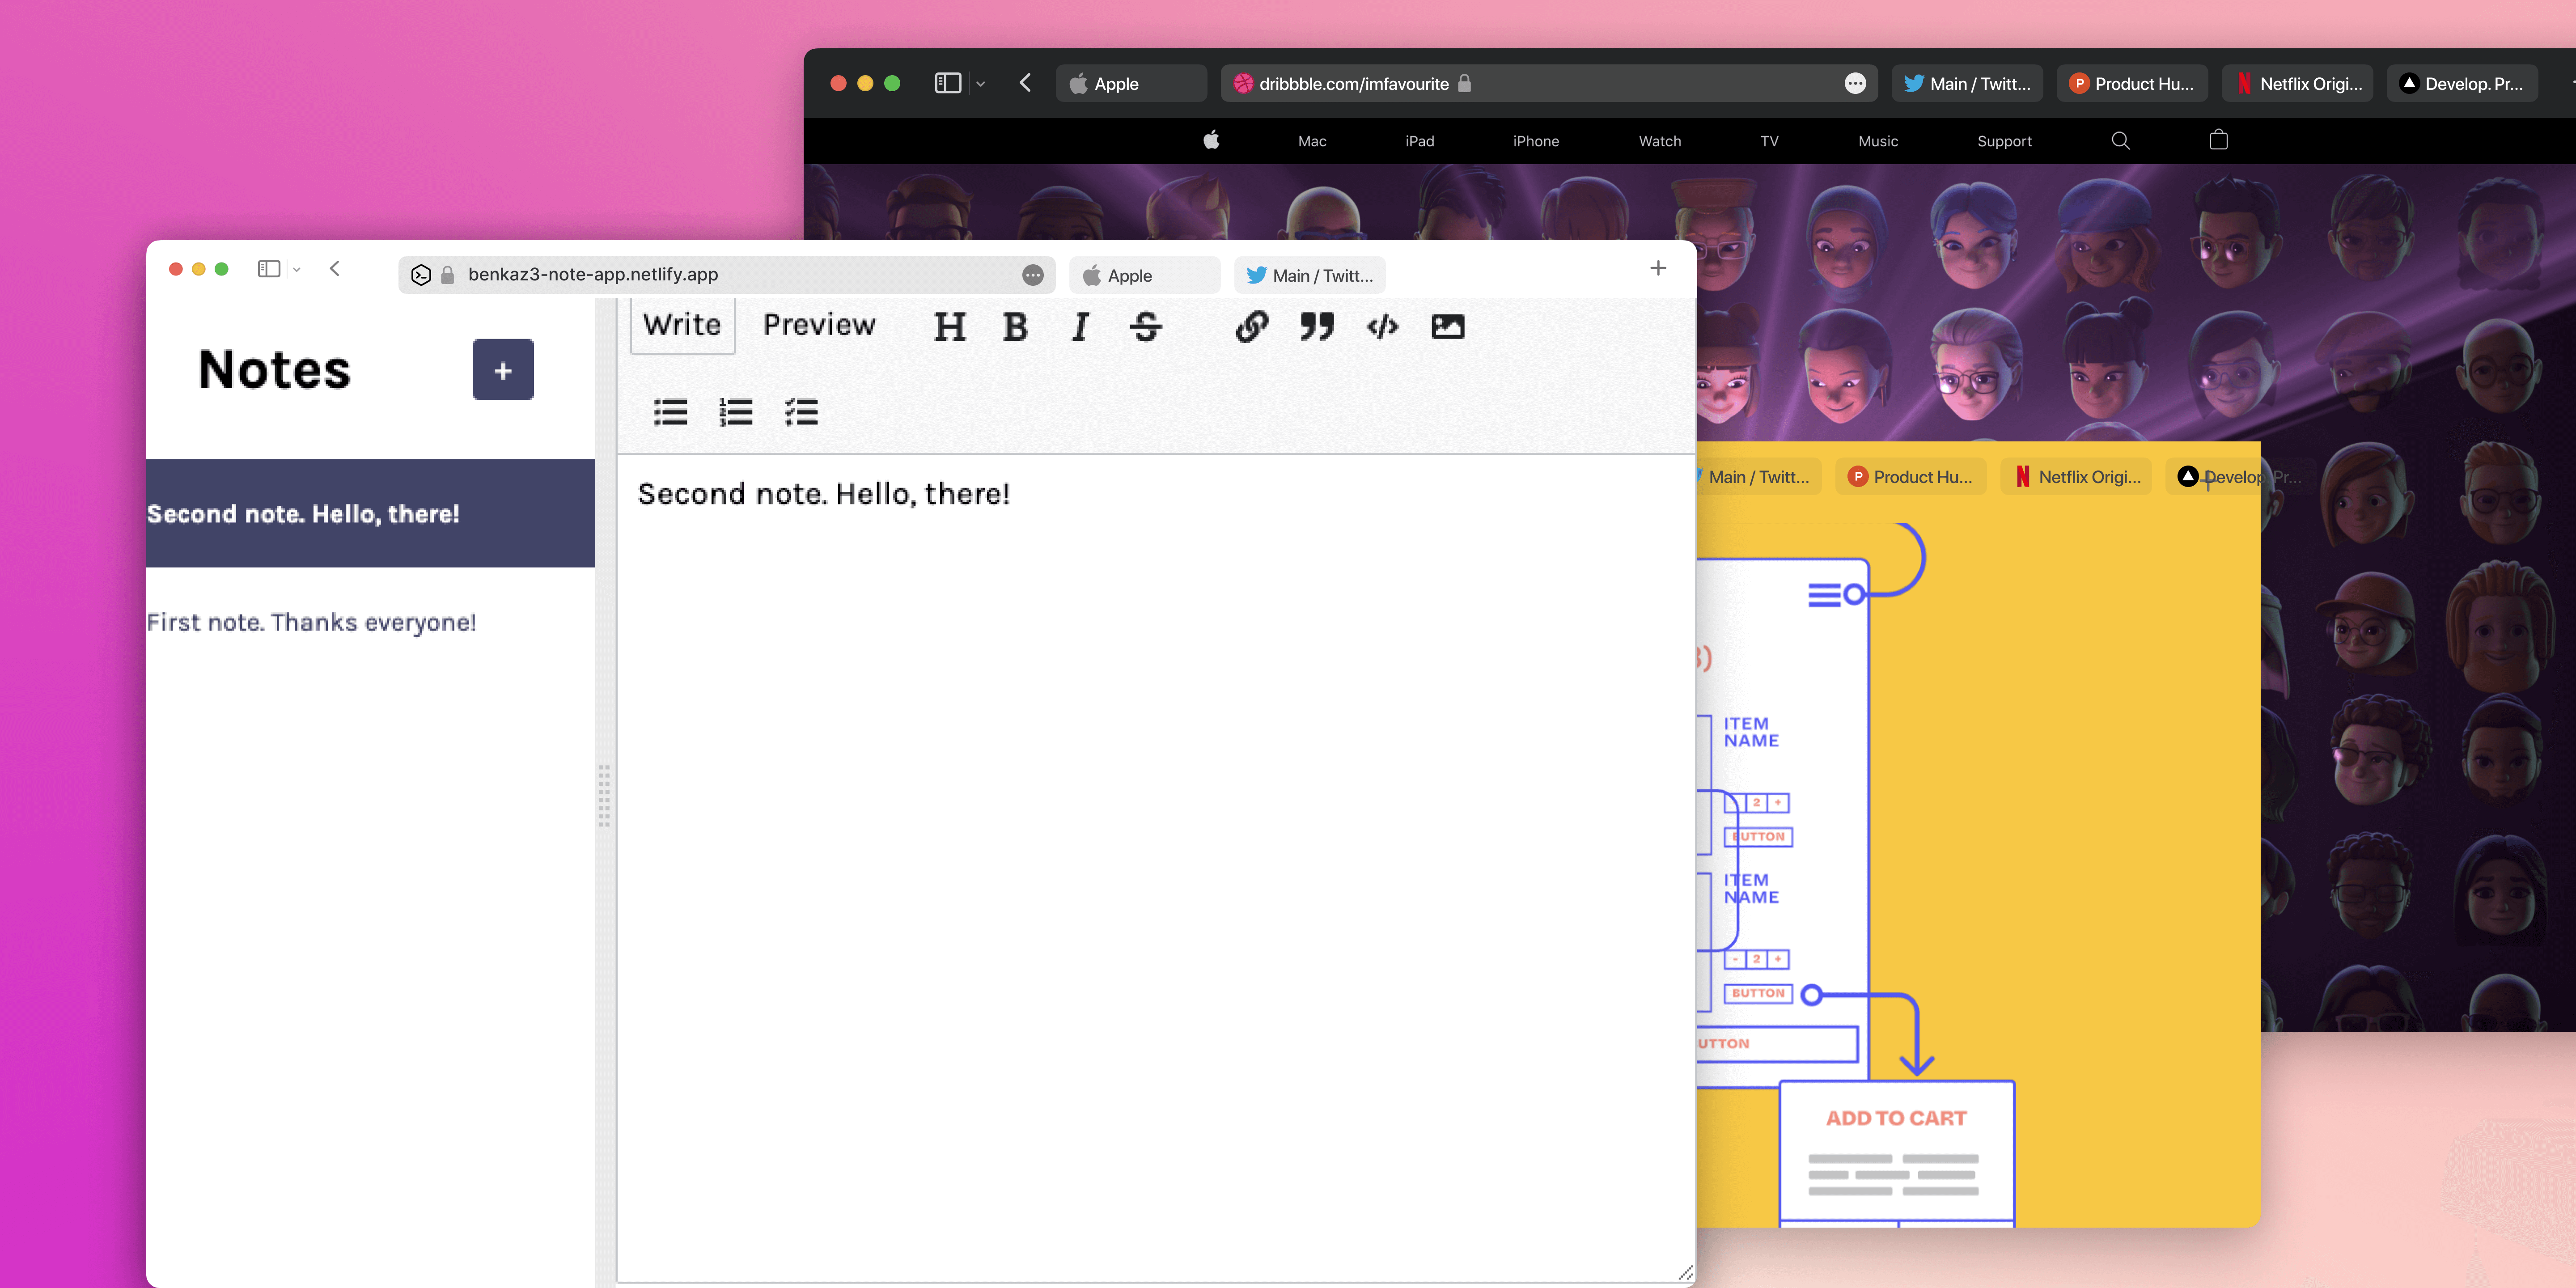 Apple
dribbble.com/imfavourite
Main / Twitt...
Product Hu...
Netflix Origi...
Develop. Pr...
Mac
iPad
iPhone
Watch
TV
Music
Support
benkaz3-note-app.netlify.app
Apple
Main / Twitt...
Notes
+
Second note. Hello, there!
First note. Thanks everyone!
Write
Preview
H B I S
Second note. Hello, there!
Main / Twitt...
Product Hu...
Netflix Origi...
Develop. Pr...
ITEM
NAME
2 +
BUTTON
ITEM
NAME
- 2 +
BUTTON
UTTON
ADD TO CART